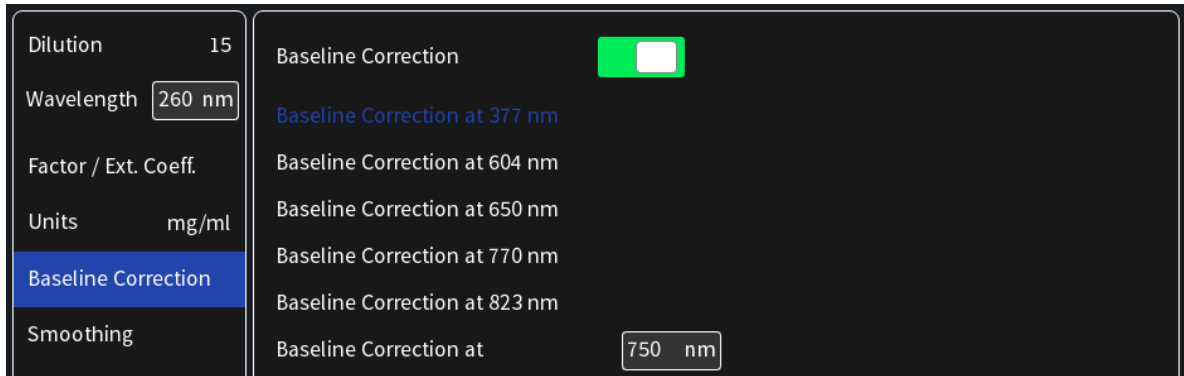 Dilution 15
Wavelength 260 nm
Factor / Ext. Coeff.
Units mg/ml
Baseline Correction
Smoothing
Baseline Correction
Baseline Correction at 377 nm
Baseline Correction at 604 nm
Baseline Correction at 650 nm
Baseline Correction at 770 nm
Baseline Correction at 823 nm
Baseline Correction at 750 nm